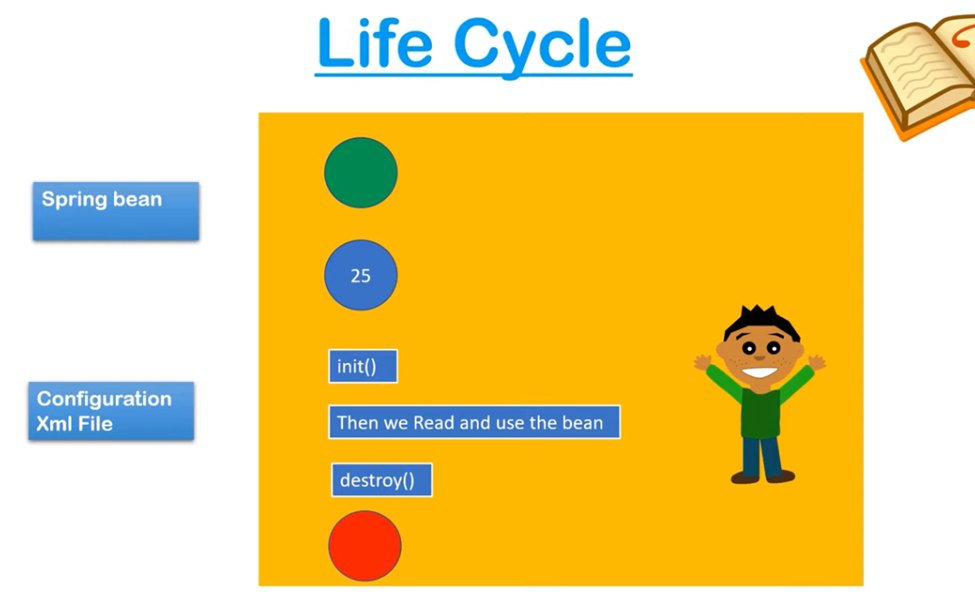 Life Cycle
Spring bean
25
init()
Then we Read and use the bean
Configuration
Xml File
destroy()